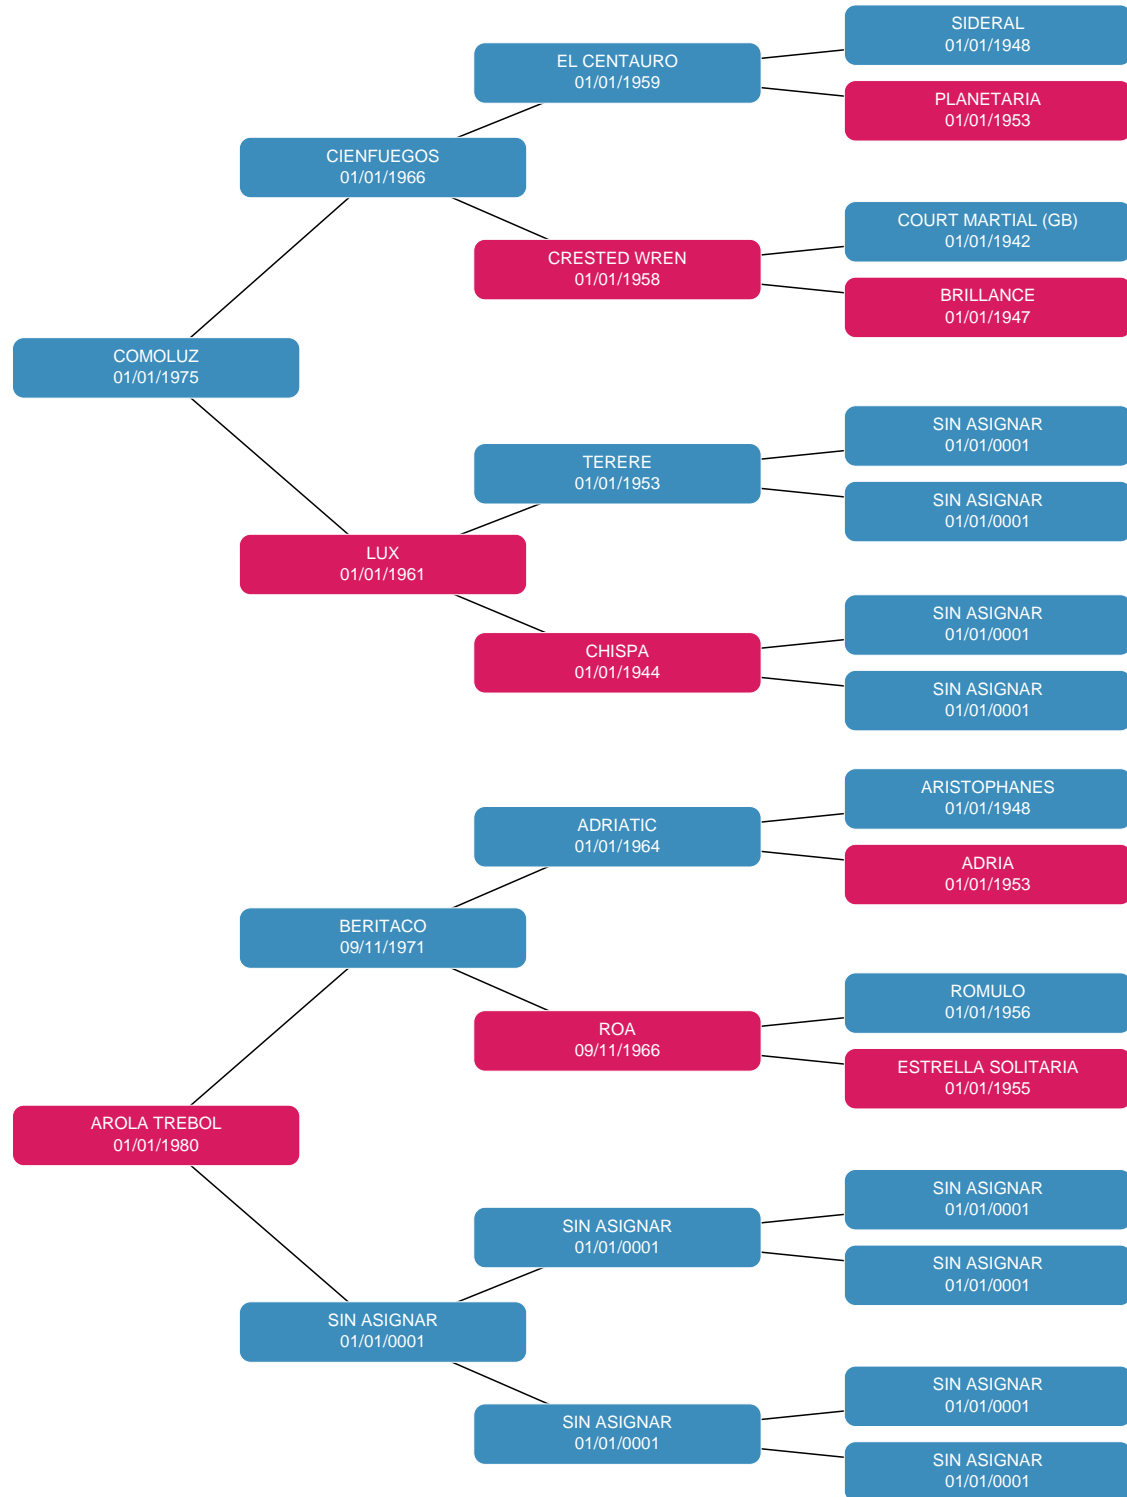 SIDERAL
01/01/1948
EL CENTAURO
01/01/1959
PLANETARIA
01/01/1953
CIENFUEGOS
01/01/1966
COURT MARTIAL (GB)
01/01/1942
CRESTED WREN
01/01/1958
BRILLANCE
01/01/1947
COMOLUZ
01/01/1975
SIN ASIGNAR
01/01/0001
TERERE
01/01/1953
SIN ASIGNAR
01/01/0001
LUX
01/01/1961
SIN ASIGNAR
01/01/0001
CHISPA
01/01/1944
SIN ASIGNAR
01/01/0001
ARISTOPHANES
01/01/1948
ADRIATIC
01/01/1964
ADRIA
01/01/1953
BERITACO
09/11/1971
ROMULO
01/01/1956
ROA
09/11/1966
ESTRELLA SOLITARIA
01/01/1955
AROLA TREBOL
01/01/1980
SIN ASIGNAR
01/01/0001
SIN ASIGNAR
01/01/0001
SIN ASIGNAR
01/01/0001
SIN ASIGNAR
01/01/0001
SIN ASIGNAR
01/01/0001
SIN ASIGNAR
01/01/0001
SIN ASIGNAR
01/01/0001